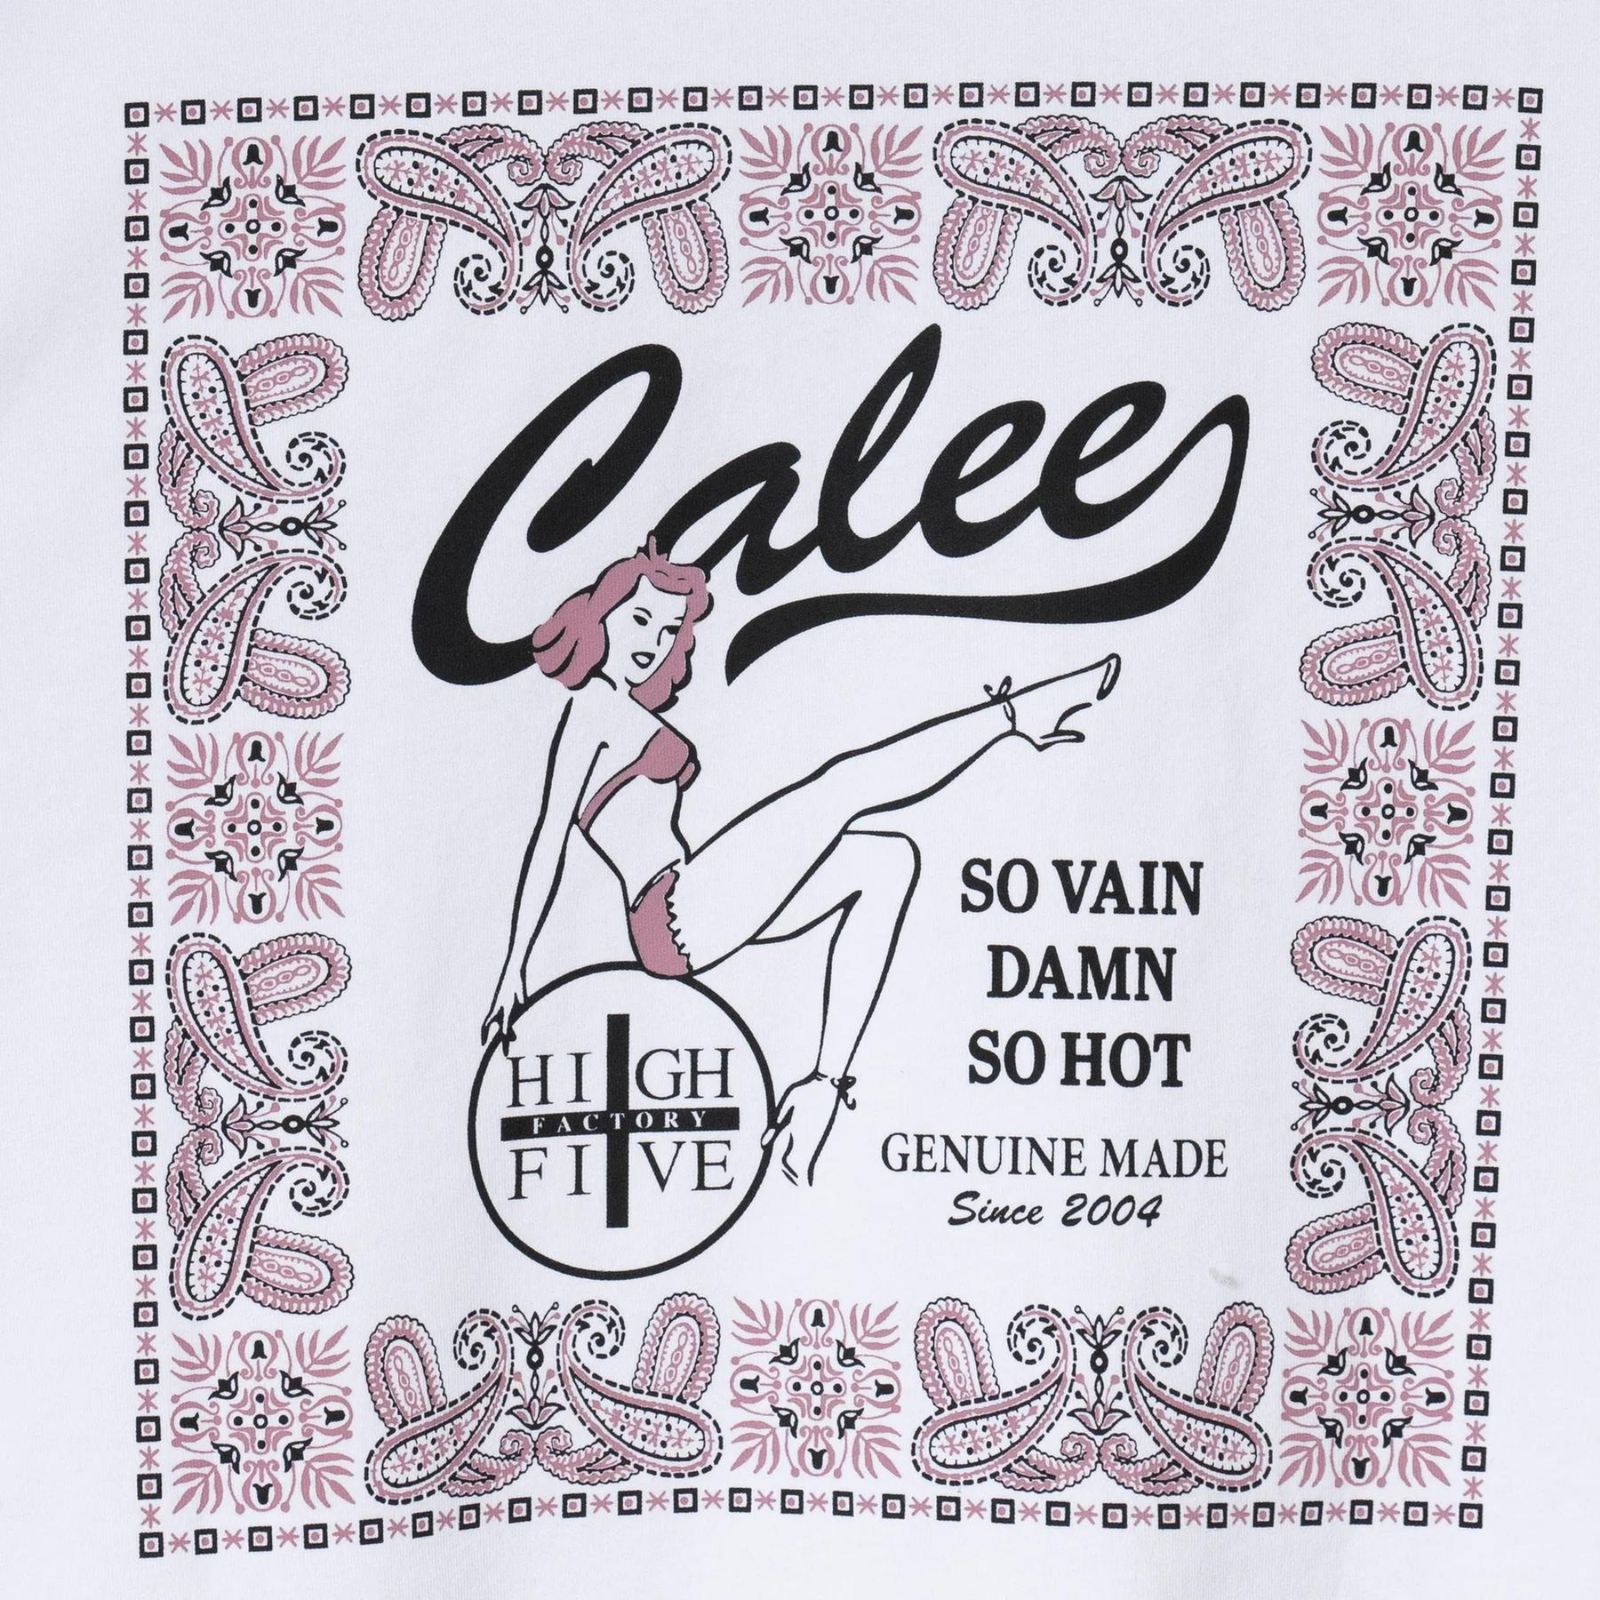 Calee
SO VAIN
DAMN
SO HOT
HIGH
FACTORY
FIVE
GENUINE MADE
Since 2004